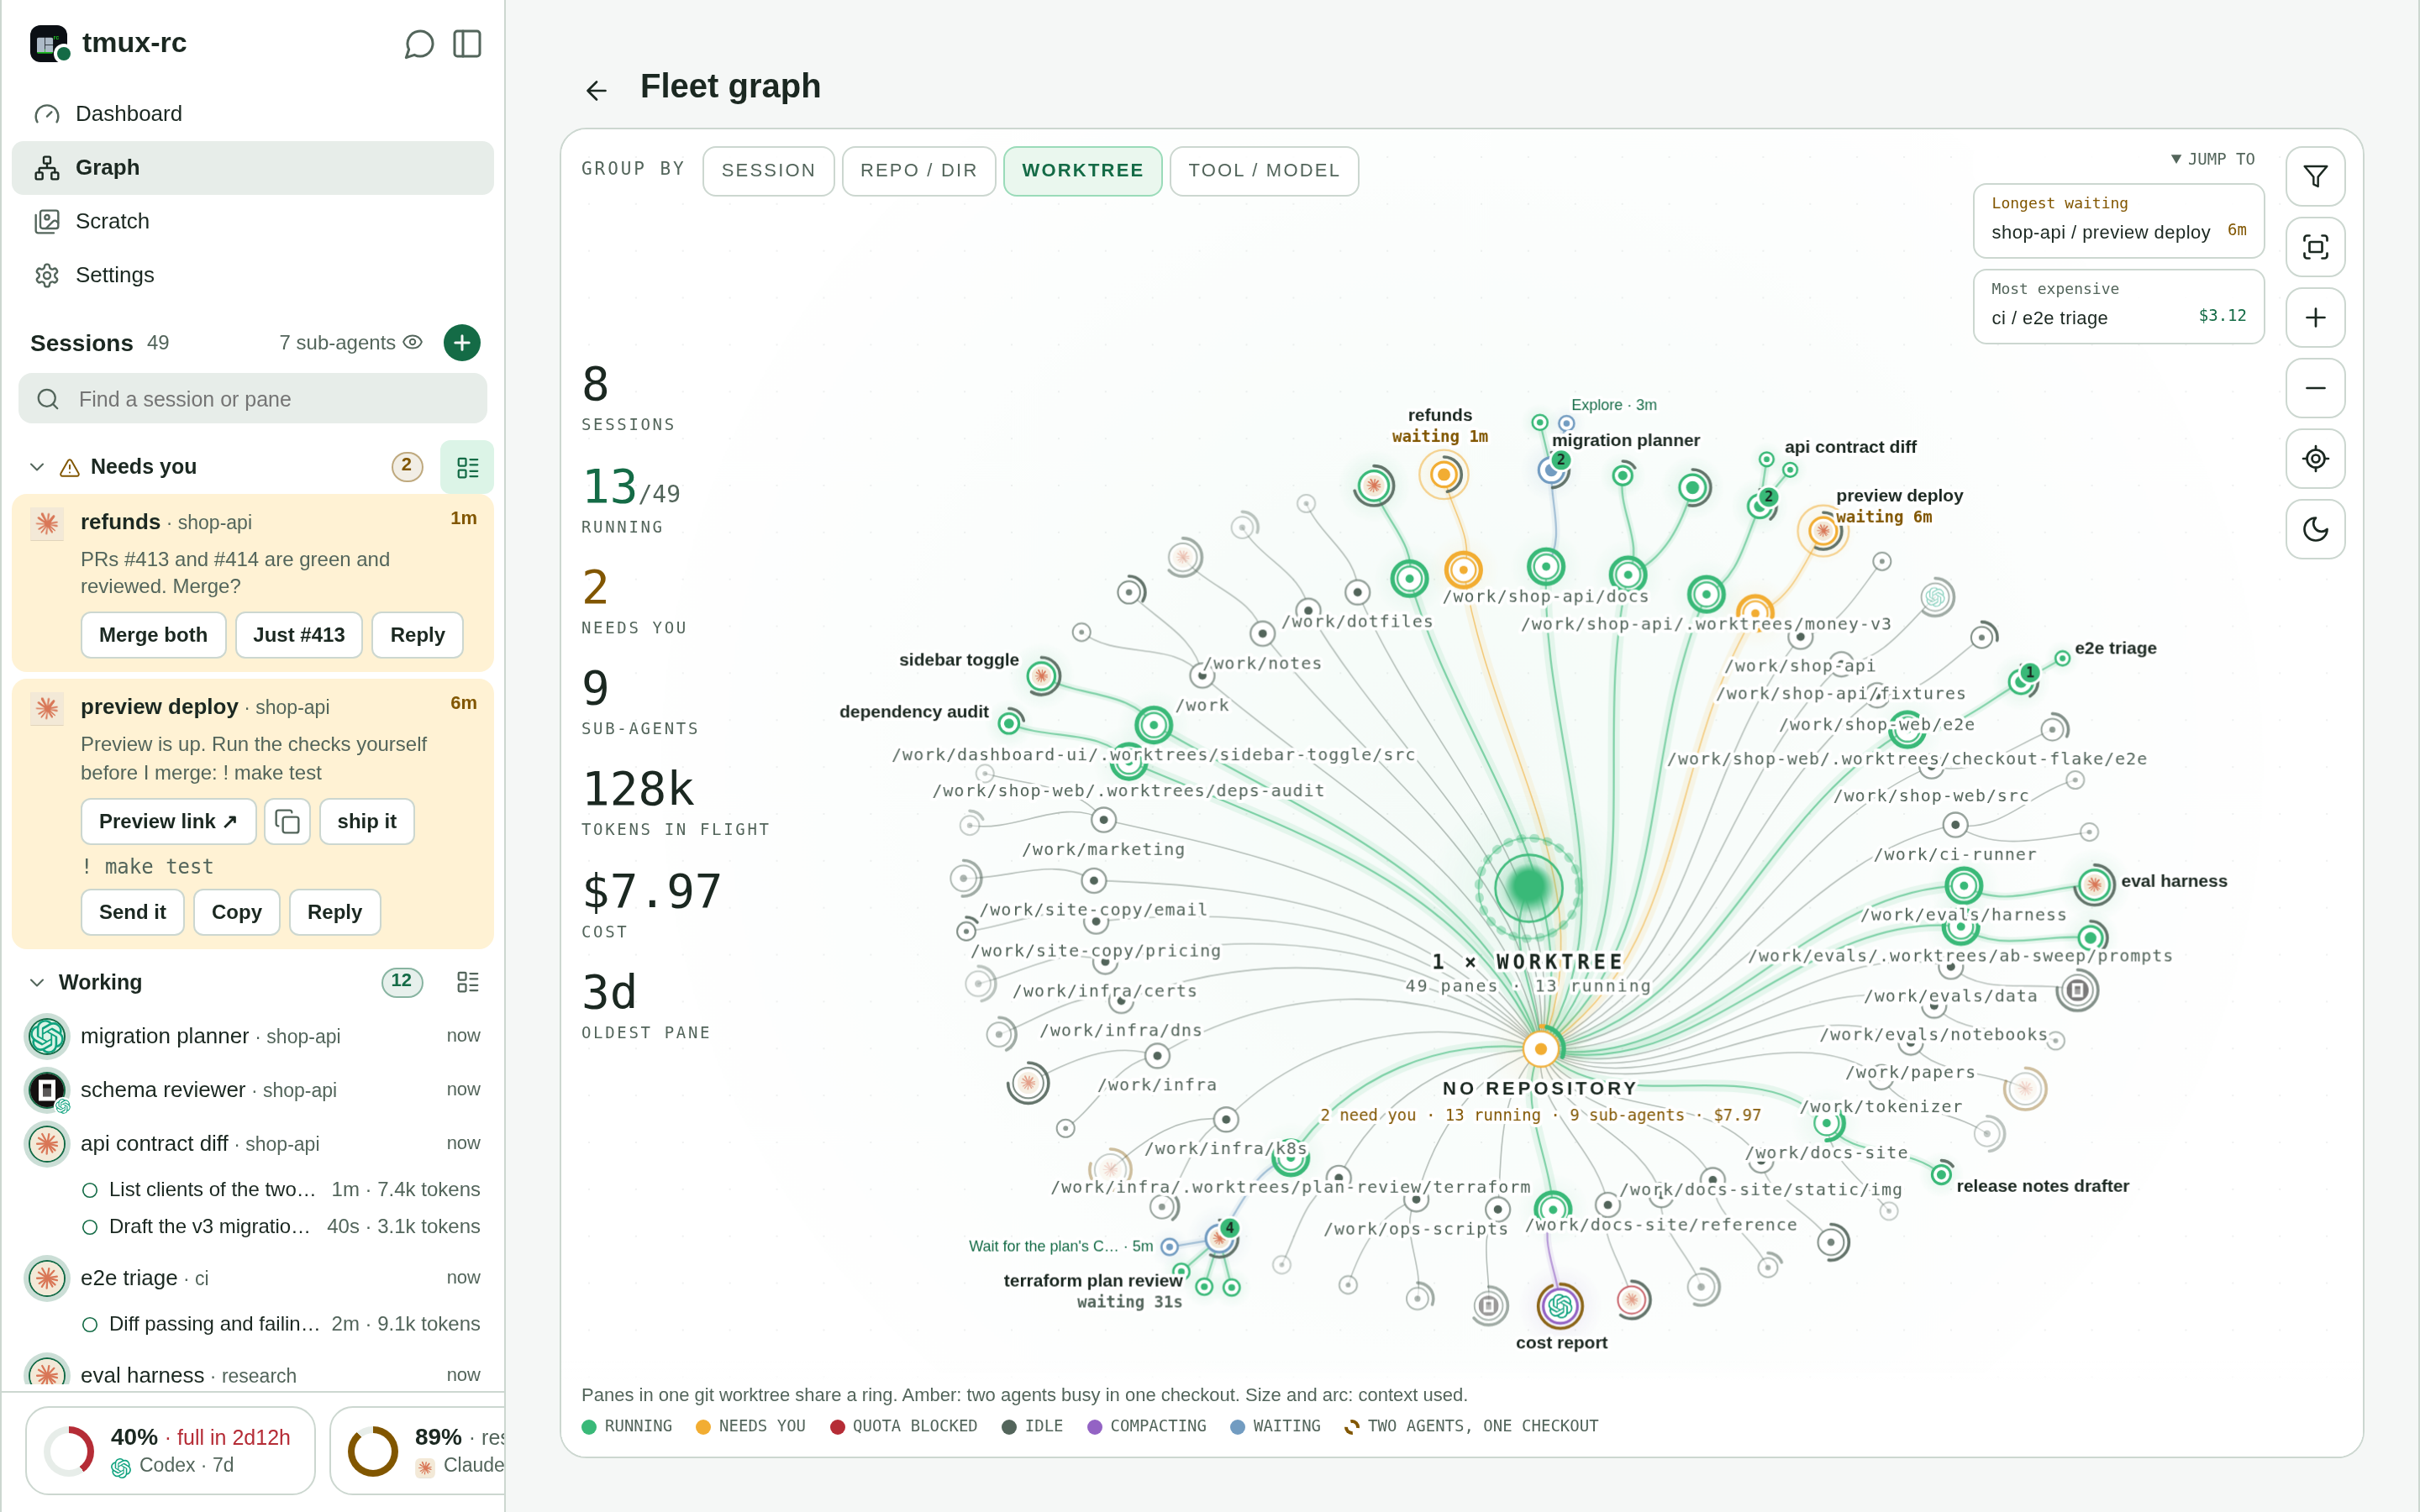 tmux-rc
Dashboard
Graph
Scratch
Settings
Sessions 49 7 sub-agents
Find a session or pane
Needs you 2
refunds · shop-api 1m
PRs #413 and #414 are green and
reviewed. Merge?
Merge both Just #413 Reply
preview deploy · shop-api 6m
Preview is up. Run the checks yourself
before I merge: ! make test
Preview link ↗ ship it
! make test
Send it Copy Reply
Working 12
migration planner · shop-api now
schema reviewer · shop-api now
api contract diff · shop-api now
List clients of the two… 1m · 7.4k tokens
Draft the v3 migratio… 40s · 3.1k tokens
e2e triage · ci now
Diff passing and failin… 2m · 9.1k tokens
eval harness · research now
40% · full in 2d12h
Codex · 7d
89% · res
Claude
Fleet graph
GROUP BY SESSION REPO / DIR WORKTREE TOOL / MODEL
▼ JUMP TO
Longest waiting
shop-api / preview deploy 6m
Most expensive
ci / e2e triage $3.12
8
SESSIONS
13/49
RUNNING
2
NEEDS YOU
9
SUB-AGENTS
128k
TOKENS IN FLIGHT
$7.97
COST
3d
OLDEST PANE
Explore · 3m
refunds
waiting 1m
migration planner
2
api contract diff
2
preview deploy
waiting 6m
/work/shop-api/docs
/work/dotfiles
/work/shop-api/.worktrees/money-v3
sidebar toggle
/work/notes
/work/shop-api
e2e triage
1
/work/shop-api/fixtures
dependency audit
/work
/work/shop-web/e2e
/work/dashboard-ui/.worktrees/sidebar-toggle/src
/work/shop-web/.worktrees/checkout-flake/e2e
/work/shop-web/.worktrees/deps-audit
/work/shop-web/src
/work/marketing
/work/ci-runner
eval harness
/work/site-copy/email
/work/evals/harness
/work/site-copy/pricing
/work/evals/.worktrees/ab-sweep/prompts
1 × WORKTREE
49 panes · 13 running
/work/infra/certs
/work/evals/data
/work/infra/dns
/work/evals/notebooks
/work/infra
/work/papers
NO REPOSITORY
2 need you · 13 running · 9 sub-agents · $7.97
/work/tokenizer
/work/infra/k8s
/work/docs-site
/work/infra/.worktrees/plan-review/terraform
/work/docs-site/static/img
release notes drafter
/work/ops-scripts
/work/docs-site/reference
4
Wait for the plan's C… · 5m
terraform plan review
waiting 31s
cost report
Panes in one git worktree share a ring. Amber: two agents busy in one checkout. Size and arc: context used.
RUNNING NEEDS YOU QUOTA BLOCKED IDLE COMPACTING WAITING TWO AGENTS, ONE CHECKOUT